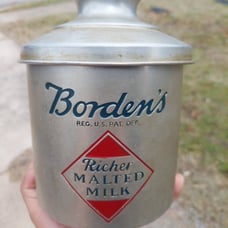 Borden's
REG. U.S. PAT. OFF.
Richer
MALTED
MILK